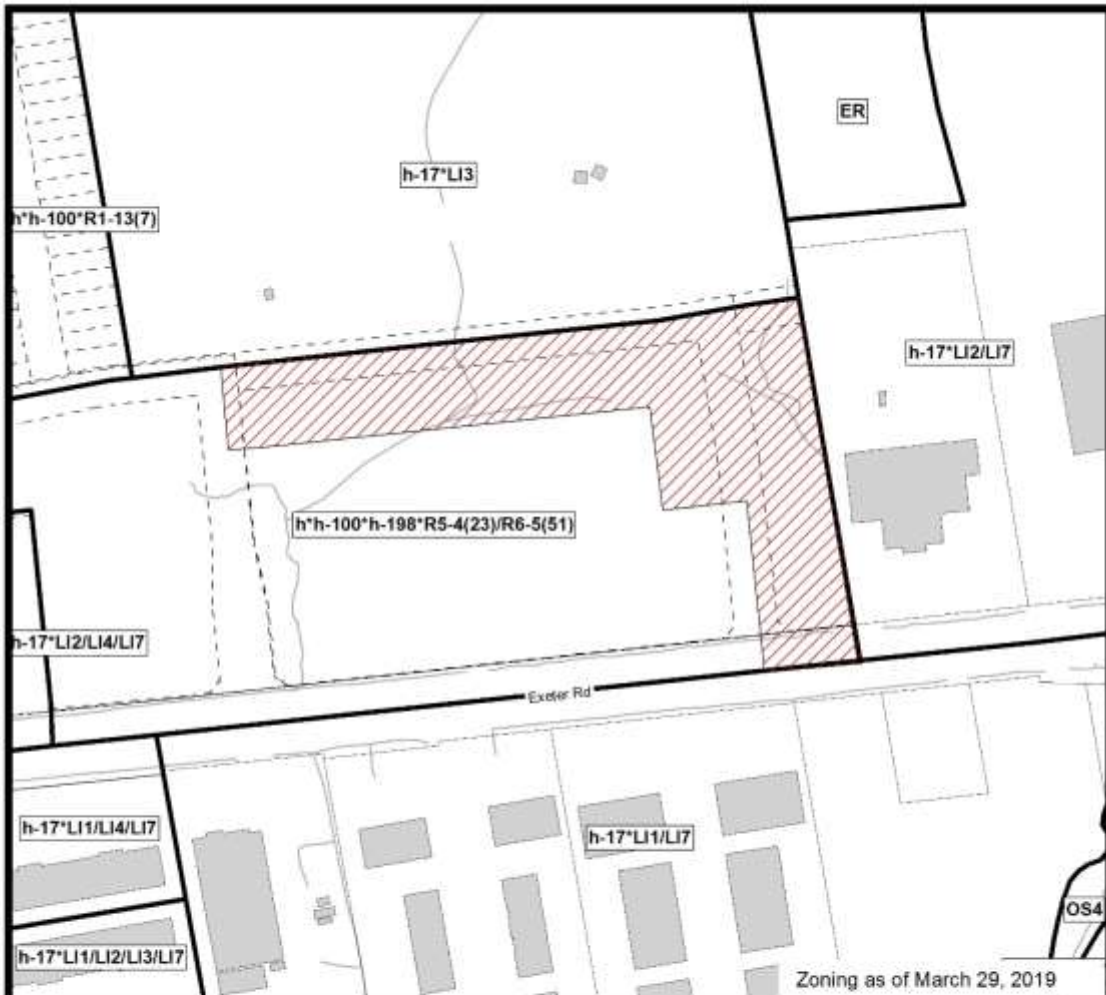 ER
h-17*LI3
h*h-100*R1-13(7)
h-17*LI2/LI7
h*h-100*h-198*R5-4(23)/R6-5(51)
h-17*LI2/LI4/LI7
Exeter Rd
h-17*LI1/LI4/LI7
h-17*LI1/LI7
OS4
h-17*LI1/LI2/LI3/LI7
Zoning as of March 29, 2019